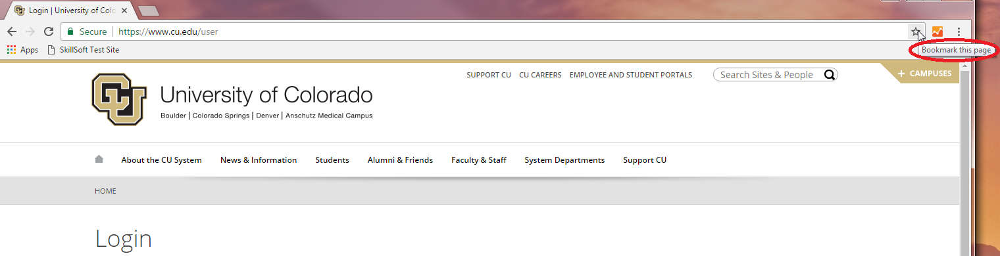 Login | University of Colo
Secure | https://www.cu.edu/user
Apps SkillSoft Test Site
Bookmark this page
SUPPORT CU CU CAREERS EMPLOYEE AND STUDENT PORTALS Search Sites & People + CAMPUSES
CU
University of Colorado
Boulder | Colorado Springs | Denver | Anschutz Medical Campus
About the CU System News & Information Students Alumni & Friends Faculty & Staff System Departments Support CU
HOME
Login